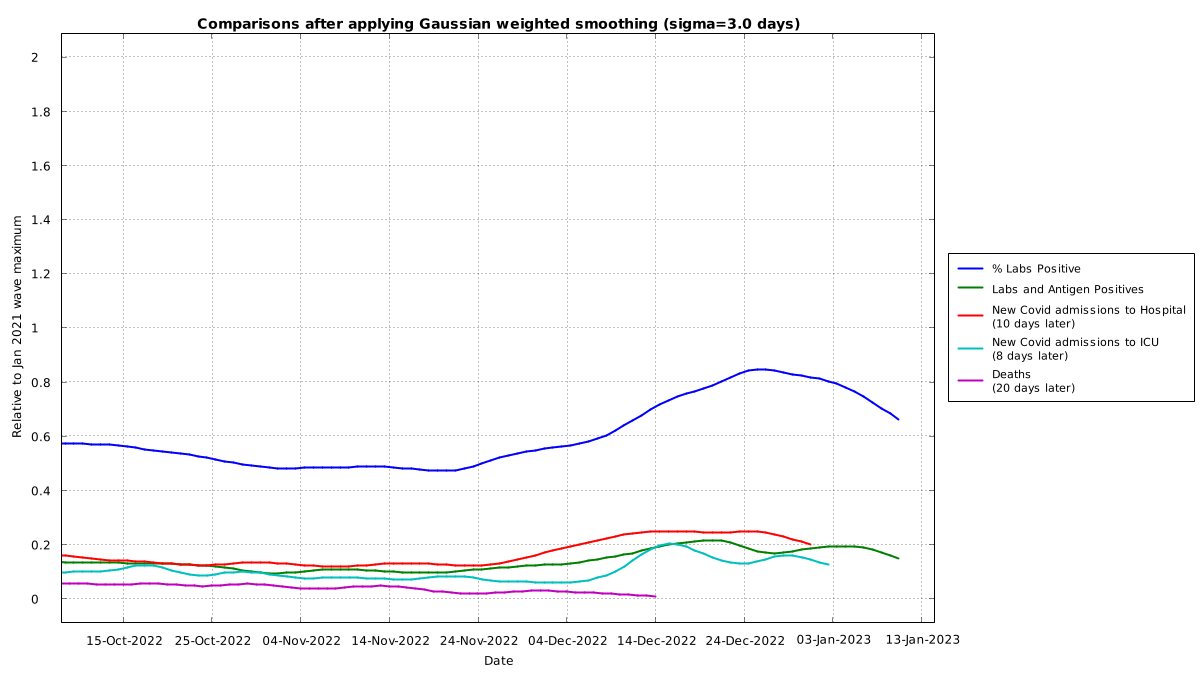 Comparisons after applying Gaussian weighted smoothing (sigma=3.0 days)
2
1.8
1.6
1.4
1.2
1
0.8
0.6
0.4
0.2
0
Relative to Jan 2021 wave maximum
15-Oct-2022 25-Oct-2022 04-Nov-2022 14-Nov-2022 24-Nov-2022 04-Dec-2022 14-Dec-2022 24-Dec-2022 03-Jan-2023 13-Jan-2023
Date
% Labs Positive
Labs and Antigen Positives
New Covid admissions to Hospital
(10 days later)
New Covid admissions to ICU
(8 days later)
Deaths
(20 days later)